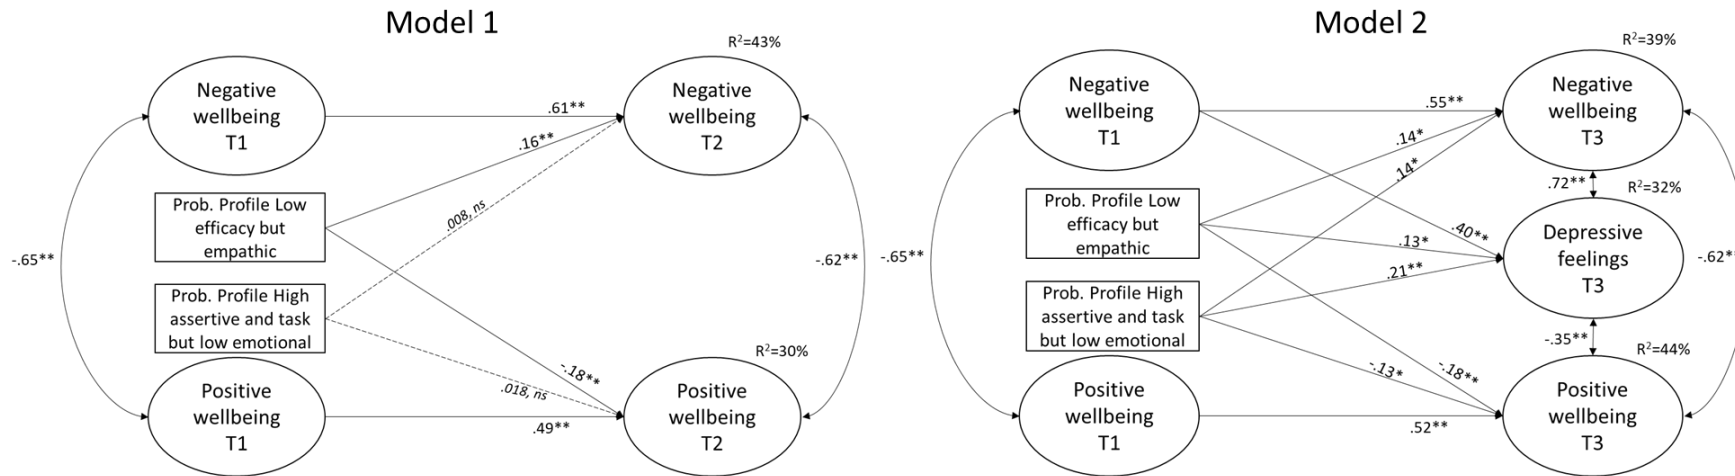 Model 1
R²=43%
Negative
wellbeing
T1
Negative
wellbeing
T2
.61**
.16**
.008, ns
Prob. Profile Low
efficacy but
empathic
-.65**
-.62**
Prob. Profile High
assertive and task
but low emotional
R²=30%
-.18**
.018, ns
Positive
wellbeing
T1
Positive
wellbeing
T2
.49**
Model 2
R²=39%
Negative
wellbeing
T1
Negative
wellbeing
T3
.55**
.14*
.14*
.72**
R²=32%
Prob. Profile Low
efficacy but
empathic
.40**
.13*
Depressive
feelings
T3
-.65**
-.62**
.21**
Prob. Profile High
assertive and task
but low emotional
-.35**
R²=44%
-.13*
-.18**
Positive
wellbeing
T1
Positive
wellbeing
T3
.52**